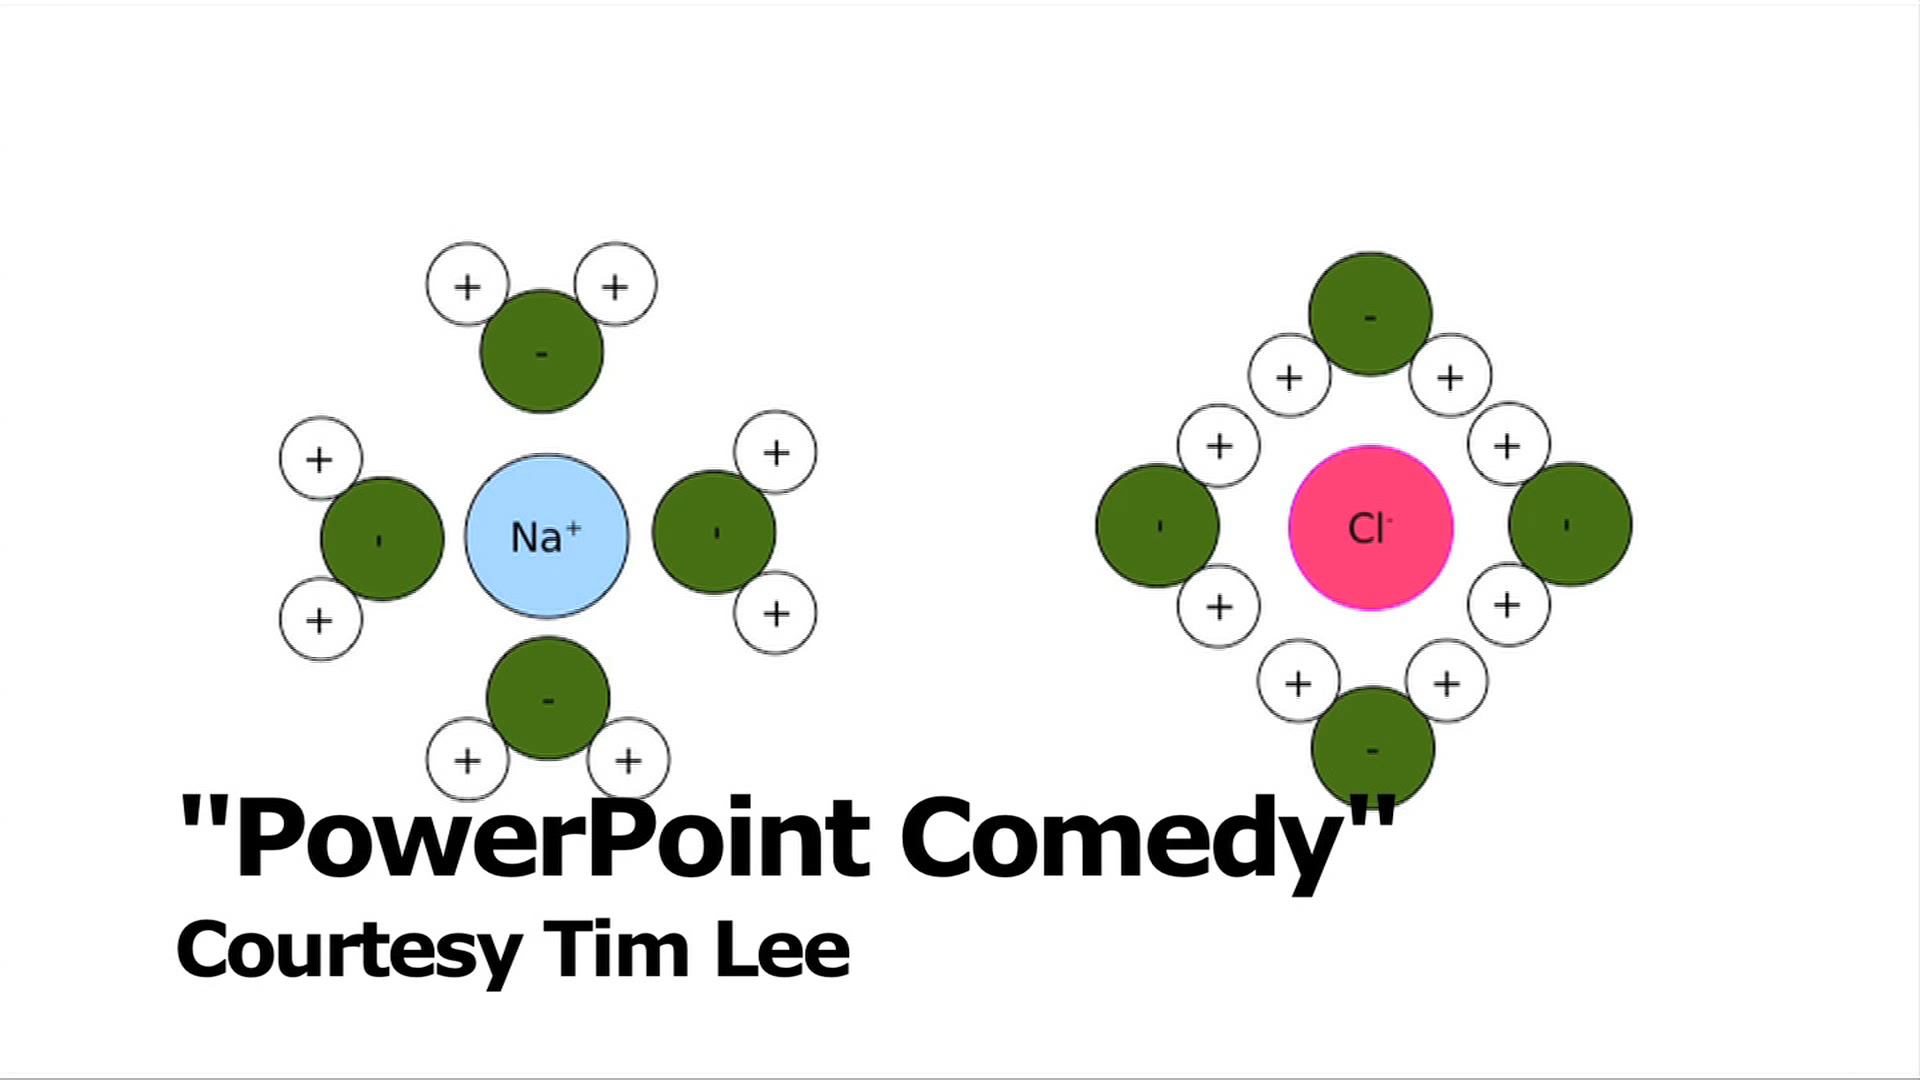 + +
-
+ - + +
- Na⁺ -
+ +
-
+ +
-
+ +
+ +
- Cl⁻ -
+ +
+ +
-
"PowerPoint Comedy"
Courtesy Tim Lee